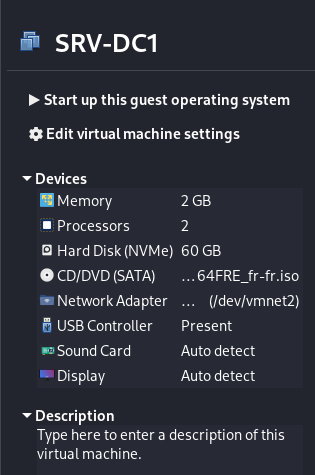 SRV-DC1
Start up this guest operating system
Edit virtual machine settings
Devices
Memory 2 GB
Processors 2
Hard Disk (NVMe) 60 GB
CD/DVD (SATA) …64FRE_fr-fr.iso
Network Adapter … (/dev/vmnet2)
USB Controller Present
Sound Card Auto detect
Display Auto detect
Description
Type here to enter a description of this
virtual machine.